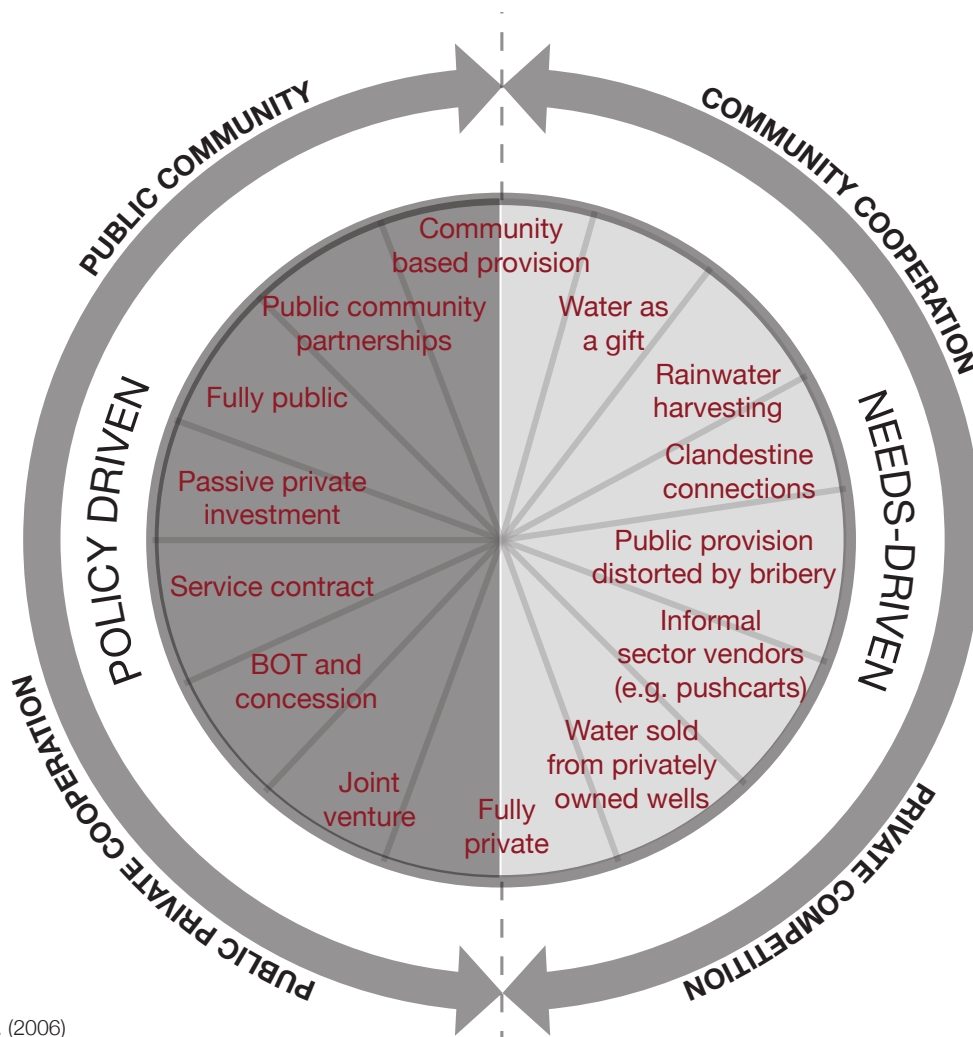 PUBLIC COMMUNITY
COMMUNITY COOPERATION
POLICY DRIVEN
NEEDS-DRIVEN
PUBLIC PRIVATE COOPERATION
PRIVATE COMPETITION
Community
based provision
Public community
partnerships
Fully public
Passive private
investment
Service contract
BOT and
concession
Joint
venture
Fully
private
Water as
a gift
Rainwater
harvesting
Clandestine
connections
Public provision
distorted by bribery
Informal
sector vendors
(e.g. pushcarts)
Water sold
from privately
owned wells
. (2006)